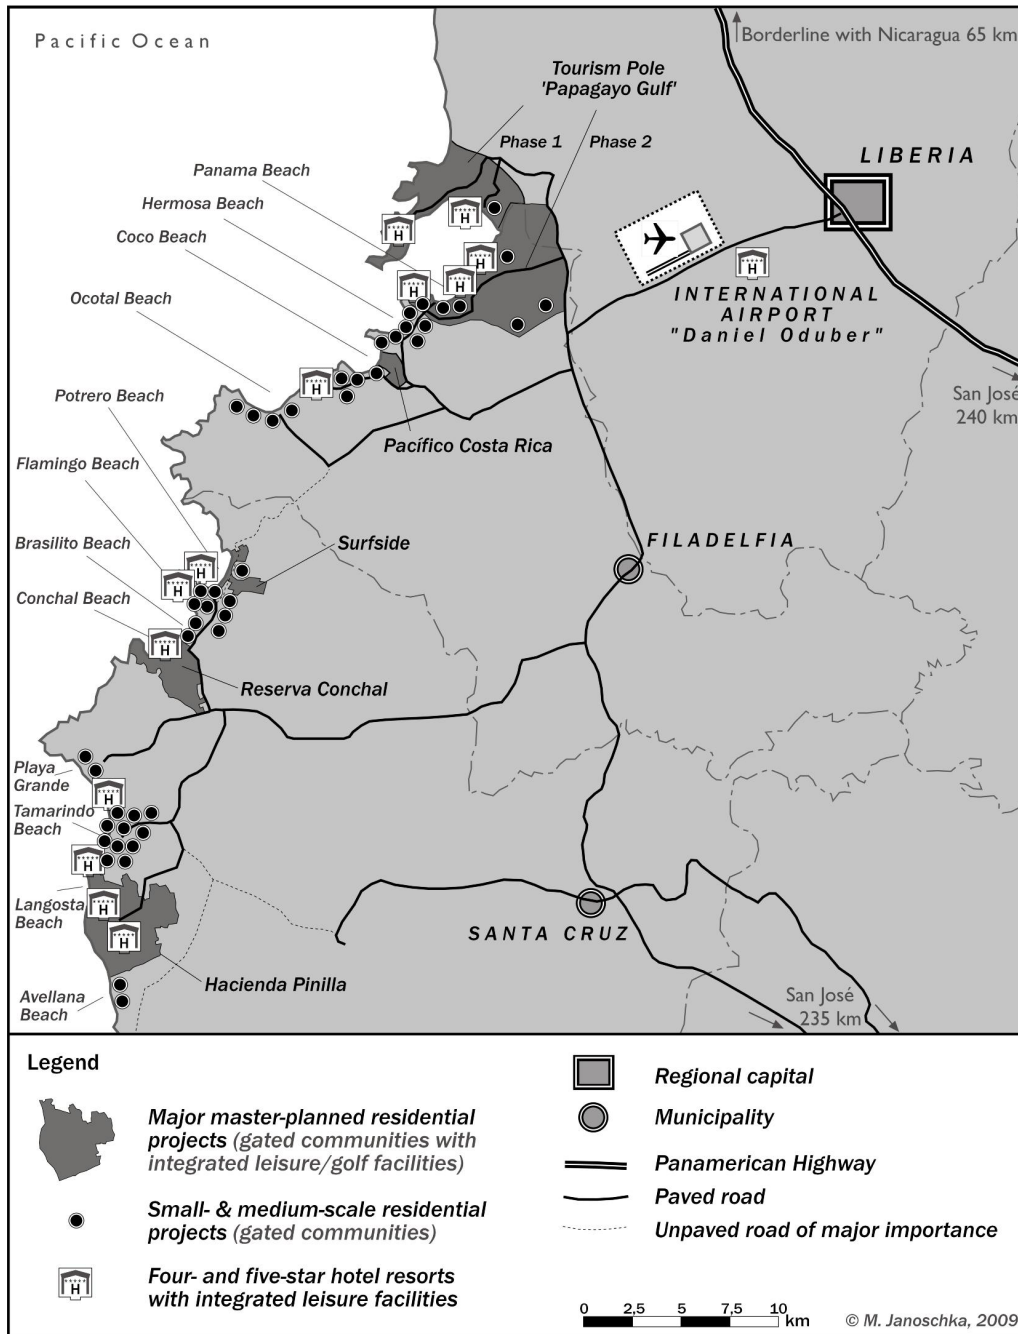 Pacific Ocean
Borderline with Nicaragua 65 km
Tourism Pole
'Papagayo Gulf'
Phase 1
Phase 2
LIBERIA
Panama Beach
Hermosa Beach
Coco Beach
Ocotal Beach
INTERNATIONAL
AIRPORT
"Daniel Oduber"
San José
240 km
Potrero Beach
Pacífico Costa Rica
Flamingo Beach
Brasilito Beach
Surfside
FILADELFIA
Conchal Beach
Reserva Conchal
Playa
Grande
Tamarindo
Beach
Langosta
Beach
SANTA CRUZ
Hacienda Pinilla
Avellana
Beach
San José
235 km
H
H
H
H
H
H
H
H
H
H
H
H
H
H
Legend
Major master-planned residential
projects (gated communities with
integrated leisure/golf facilities)
Small- & medium-scale residential
projects (gated communities)
H
Four- and five-star hotel resorts
with integrated leisure facilities
Regional capital
Municipality
Panamerican Highway
Paved road
Unpaved road of major importance
0 2,5 5 7,5 10
km
© M. Janoschka, 2009